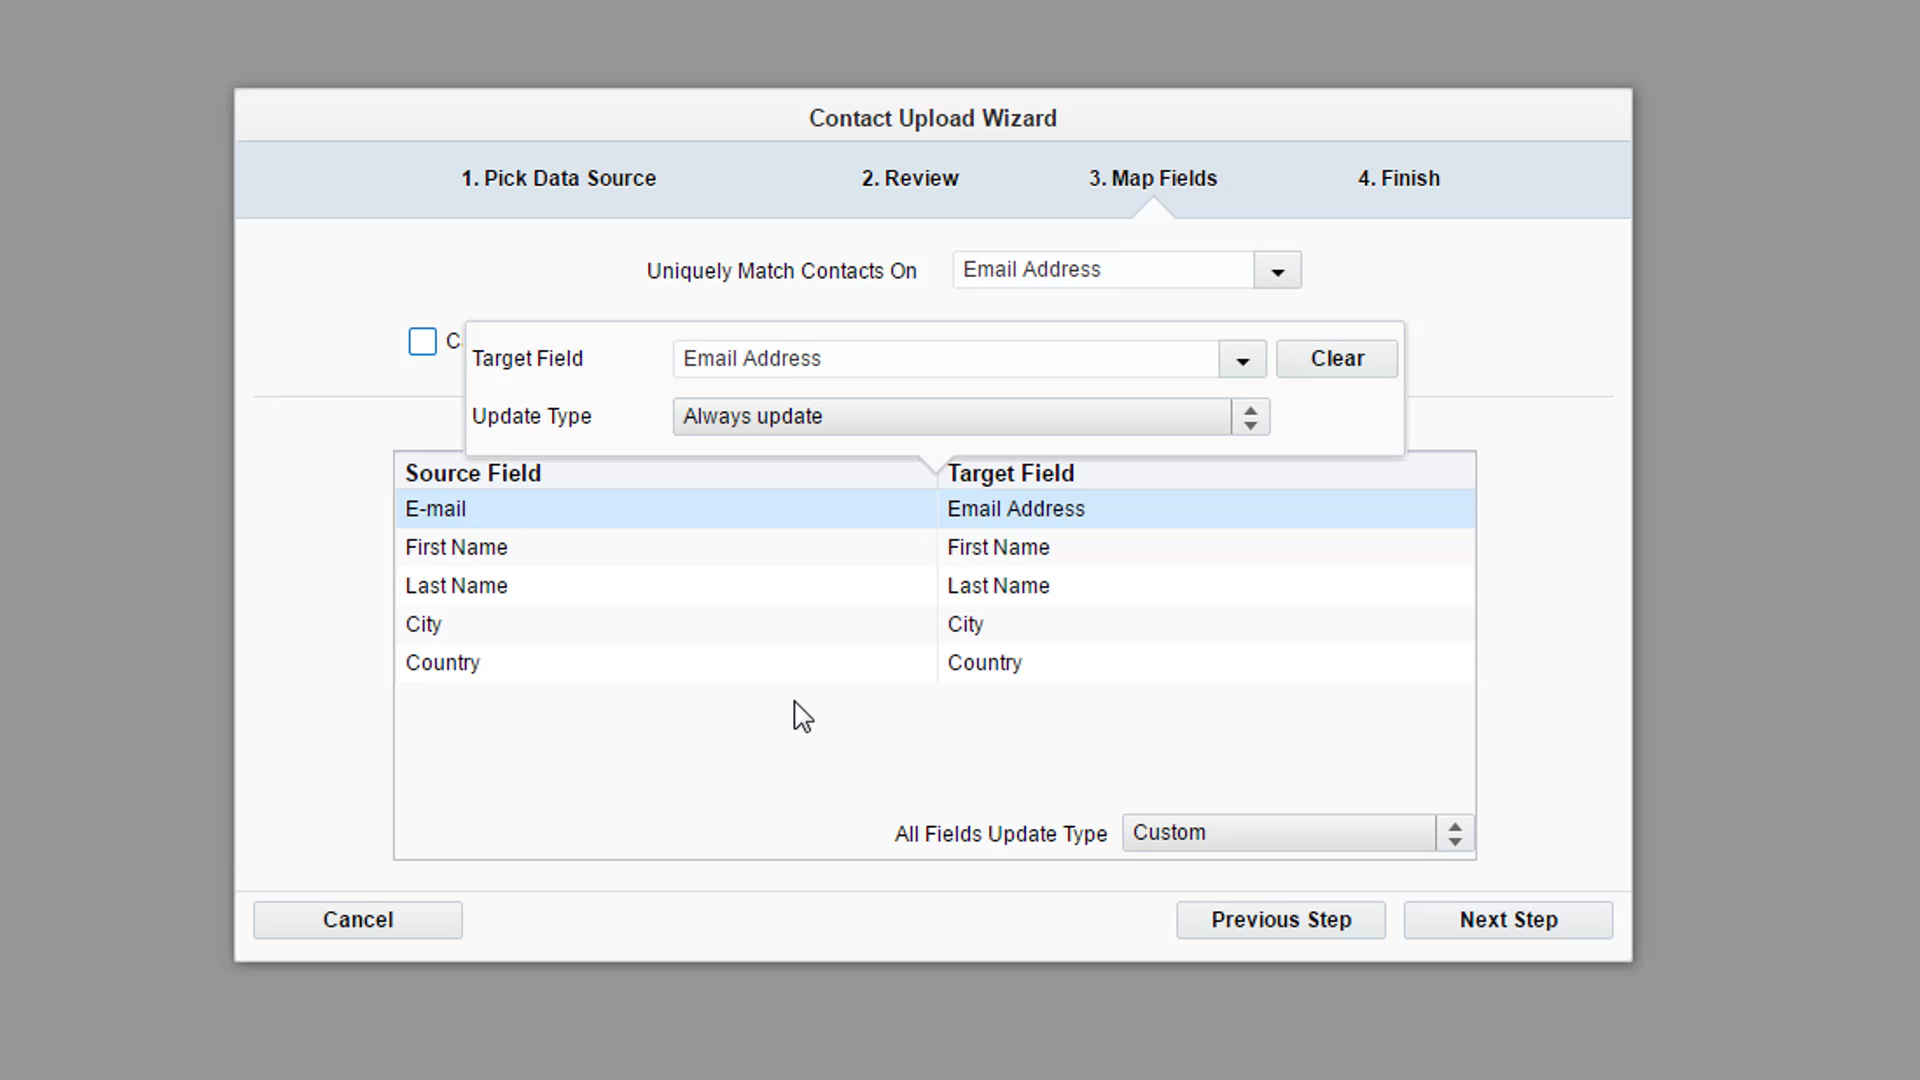 Contact Upload Wizard
1. Pick Data Source 2. Review 3. Map Fields 4. Finish
Uniquely Match Contacts On Email Address
Target Field Email Address Clear
Update Type Always update
Source Field Target Field
E-mail Email Address
First Name First Name
Last Name Last Name
City City
Country Country
All Fields Update Type Custom
Cancel Previous Step Next Step